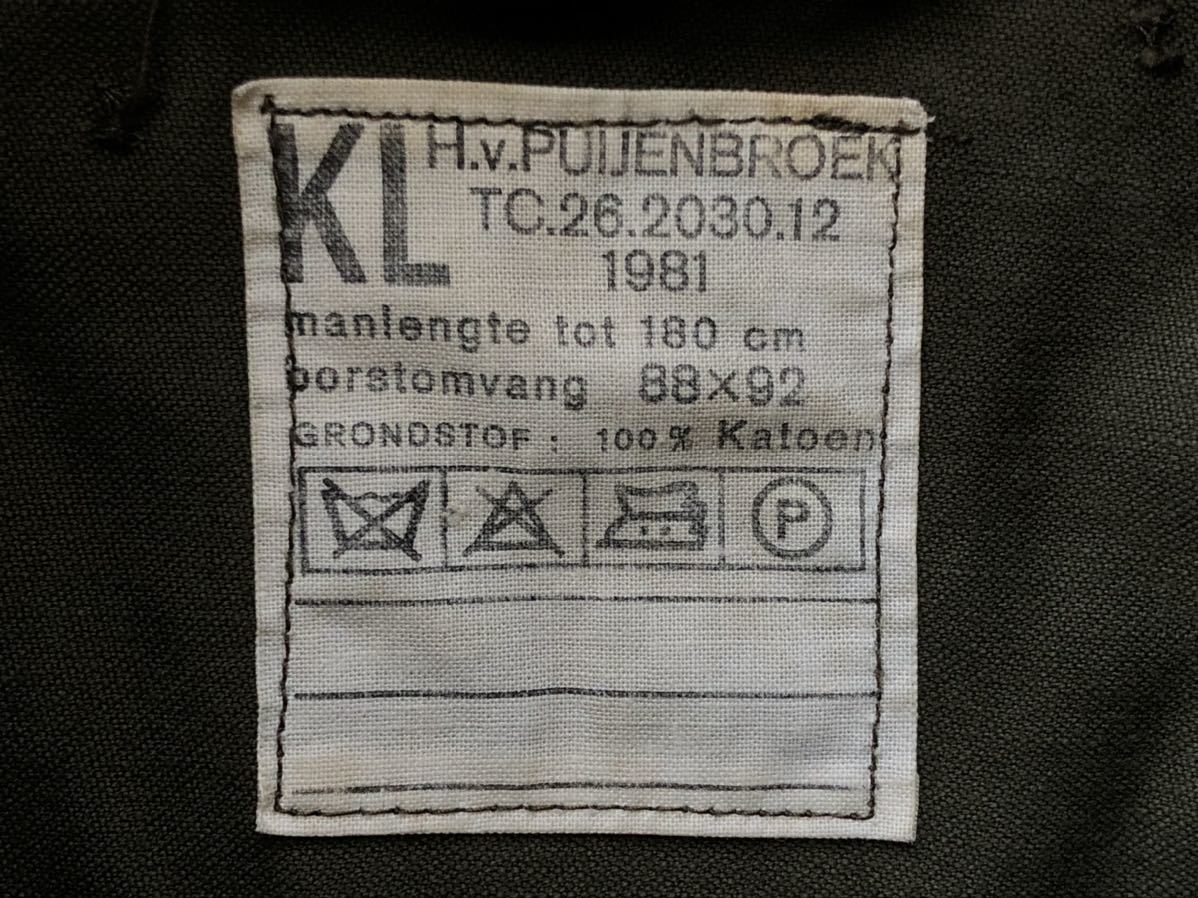 KL H.v.PUIJENBROEK
TC.26.2030.12
1981
manlengte tot 180 cm
borstomvang 88x92
GRONDSTOF : 100% Katoen
P